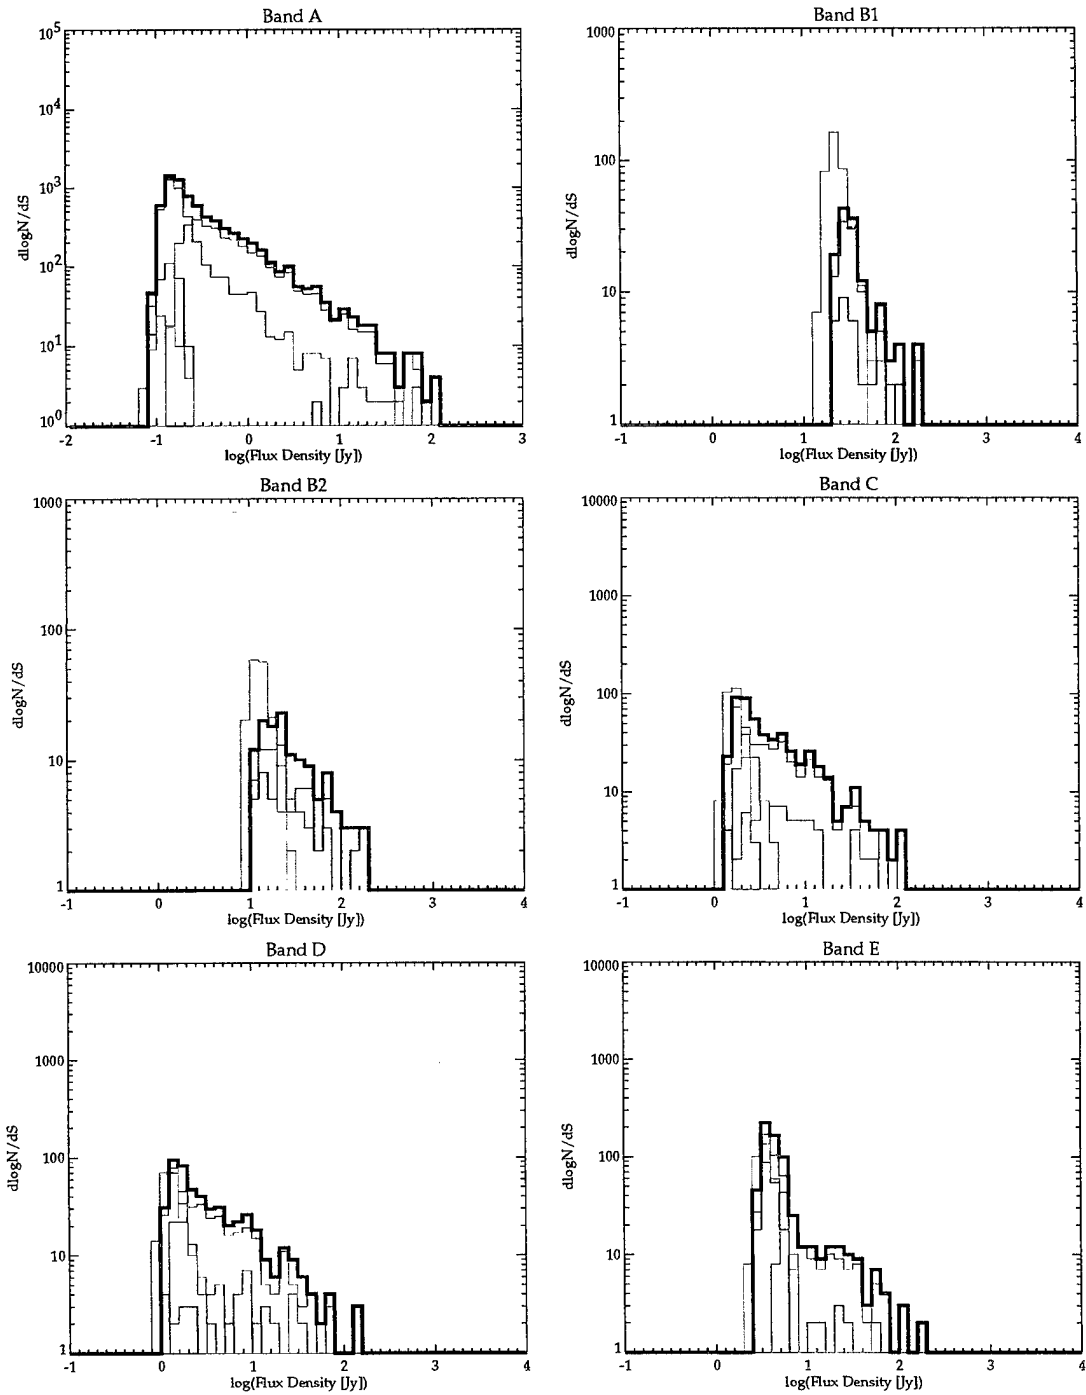 Band A
10^5
10^4
10^3
10^2
10^1
10^0
dlogN/dS
-2 -1 0 1 2 3
log(Flux Density [Jy])
Band B1
1000
100
10
1
dlogN/dS
-1 0 1 2 3 4
log(Flux Density [Jy])
Band B2
1000
100
10
1
dlogN/dS
-1 0 1 2 3 4
log(Flux Density [Jy])
Band C
10000
1000
100
10
1
dlogN/dS
-1 0 1 2 3 4
log(Flux Density [Jy])
Band D
10000
1000
100
10
1
dlogN/dS
-1 0 1 2 3 4
log(Flux Density [Jy])
Band E
10000
1000
100
10
1
dlogN/dS
-1 0 1 2 3 4
log(Flux Density [Jy])